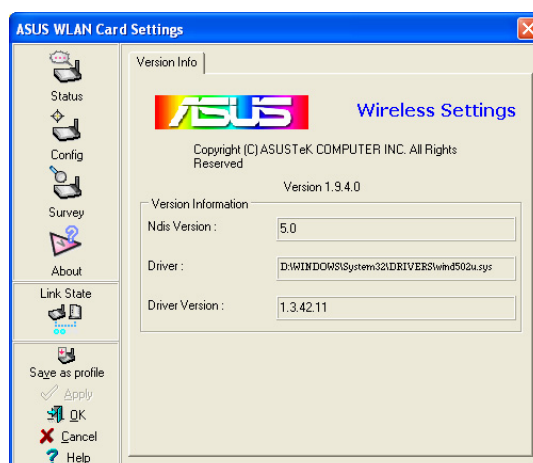 ASUS WLAN Card Settings
Status
Config
Survey
About
Link State
Save as profile
Apply
OK
Cancel
Help
Version Info
ASUS
Wireless Settings
Copyright (C) ASUSTeK COMPUTER INC. All Rights
Reserved
Version 1.9.4.0
Version Information
Ndis Version : 5.0
Driver : D:\WINDOWS\System32\DRIVERS\wind502u.sys
Driver Version : 1.3.42.11